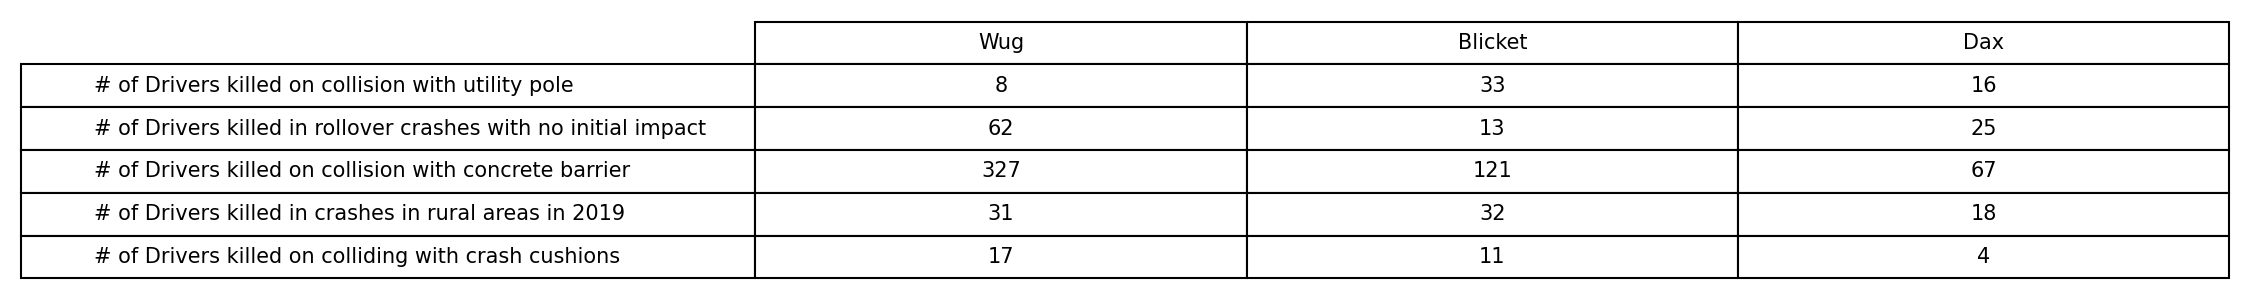 Wug Blicket Dax
# of Drivers killed on collision with utility pole 8 33 16
# of Drivers killed in rollover crashes with no initial impact 62 13 25
# of Drivers killed on collision with concrete barrier 327 121 67
# of Drivers killed in crashes in rural areas in 2019 31 32 18
# of Drivers killed on colliding with crash cushions 17 11 4